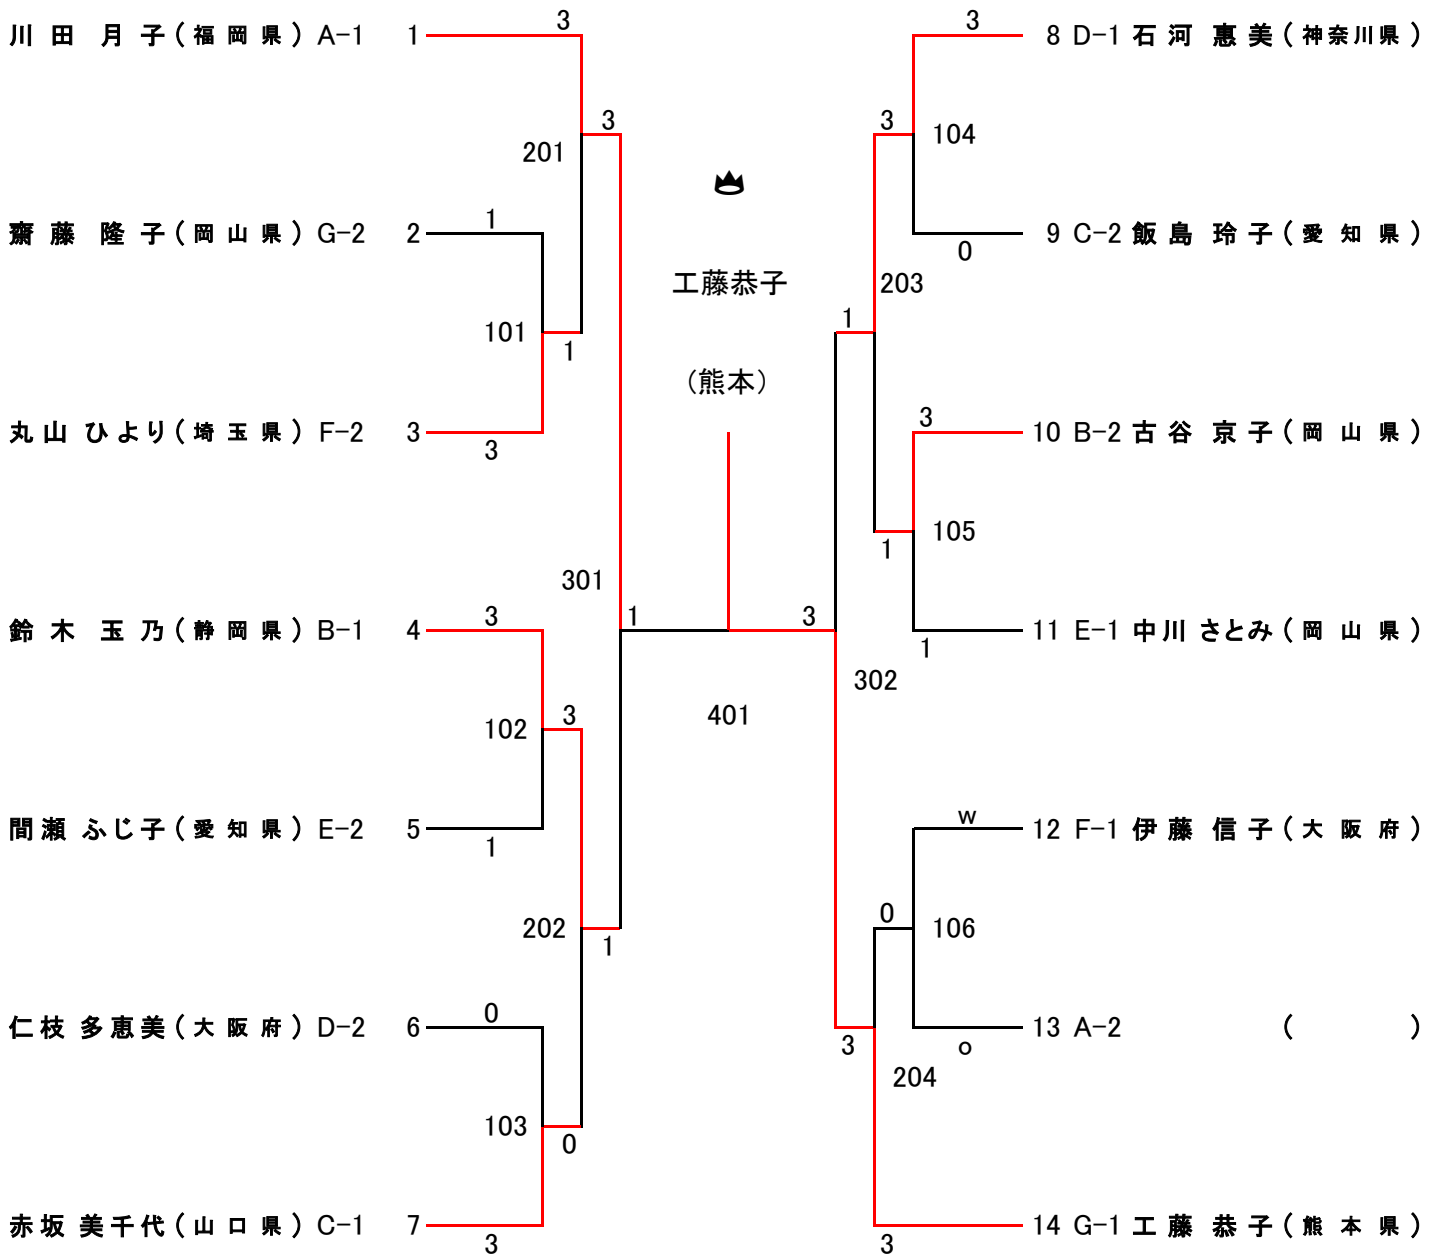 川田 月子(福岡県) A-1 1
3
3
201
齋藤 隆子(岡山県) G-2 2
1
101
1
丸山 ひより(埼玉県) F-2 3
3
301
鈴木 玉乃(静岡県) B-1 4
3
102
3
間瀬 ふじ子(愛知県) E-2 5
1
202
1
仁枝 多恵美(大阪府) D-2 6
0
103
0
赤坂 美千代(山口県) C-1 7
3
工藤恭子
(熊本)
1
3
401
3
8 D-1 石河 恵美(神奈川県)
3
104
9 C-2 飯島 玲子(愛知県)
0
203
1
3
10 B-2 古谷 京子(岡山県)
105
1
11 E-1 中川 さとみ(岡山県)
1
302
w
12 F-1 伊藤 信子(大阪府)
0
106
13 A-2 ( )
o
3
204
14 G-1 工藤 恭子(熊本県)
3